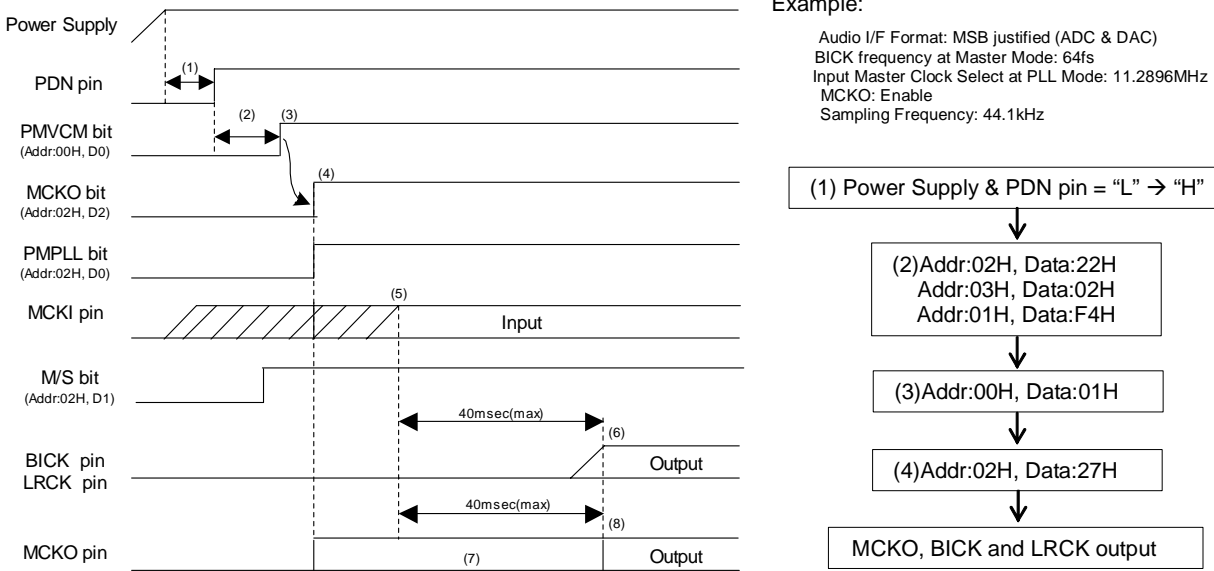 Power Supply
(1)
PDN pin
(2)
(3)
PMVCM bit
(Addr:00H, D0)
(4)
MCKO bit
(Addr:02H, D2)
PMPLL bit
(Addr:02H, D0)
(5)
MCKI pin
Input
M/S bit
(Addr:02H, D1)
40msec(max)
(6)
BICK pin
LRCK pin
Output
40msec(max)
(8)
MCKO pin
(7)
Output
Example:
Audio I/F Format: MSB justified (ADC & DAC)
BICK frequency at Master Mode: 64fs
Input Master Clock Select at PLL Mode: 11.2896MHz
MCKO: Enable
Sampling Frequency: 44.1kHz
(1) Power Supply & PDN pin = “L” → “H”
(2)Addr:02H, Data:22H
Addr:03H, Data:02H
Addr:01H, Data:F4H
(3)Addr:00H, Data:01H
(4)Addr:02H, Data:27H
MCKO, BICK and LRCK output